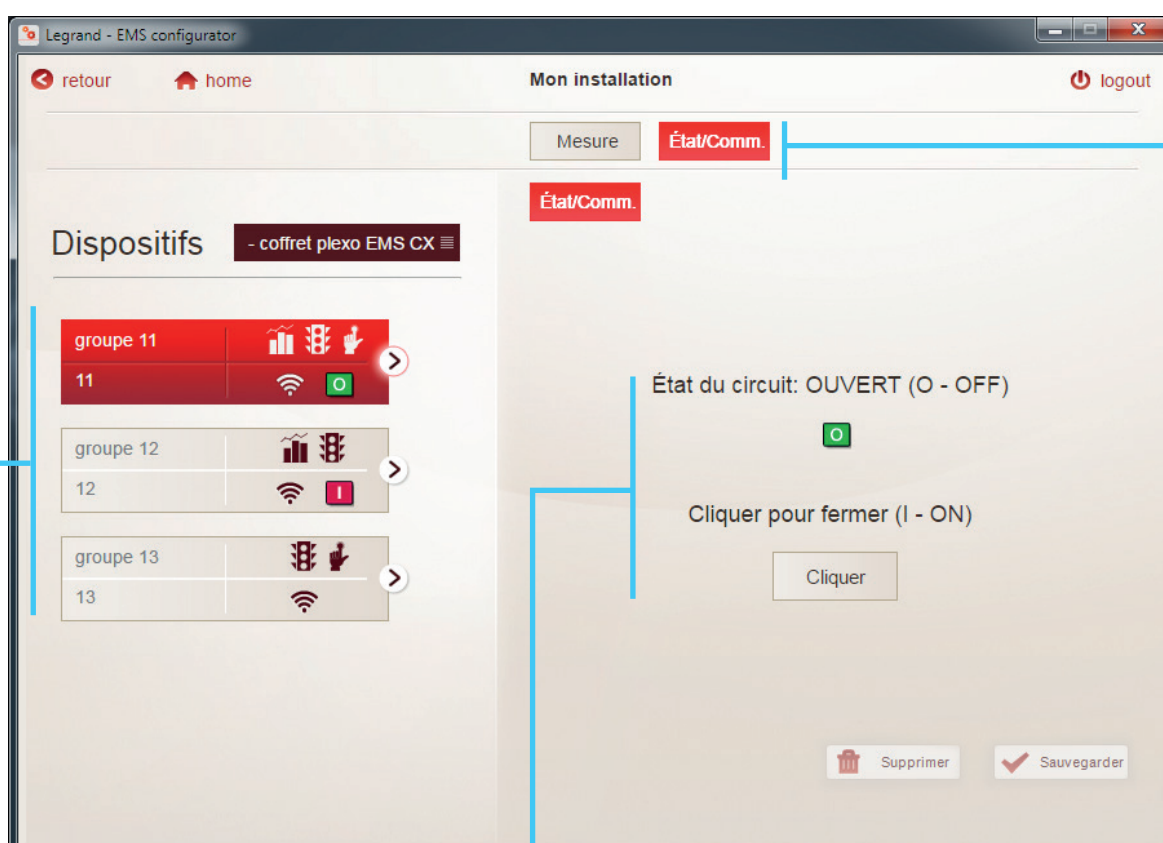 Legrand - EMS configurator
retour home Mon installation logout
Mesure État/Comm.
État/Comm.
Dispositifs - coffret plexo EMS CX
groupe 11
11 O
groupe 12
12 I
groupe 13
13
État du circuit: OUVERT (O - OFF)
O
Cliquer pour fermer (I - ON)
Cliquer
Supprimer Sauvegarder